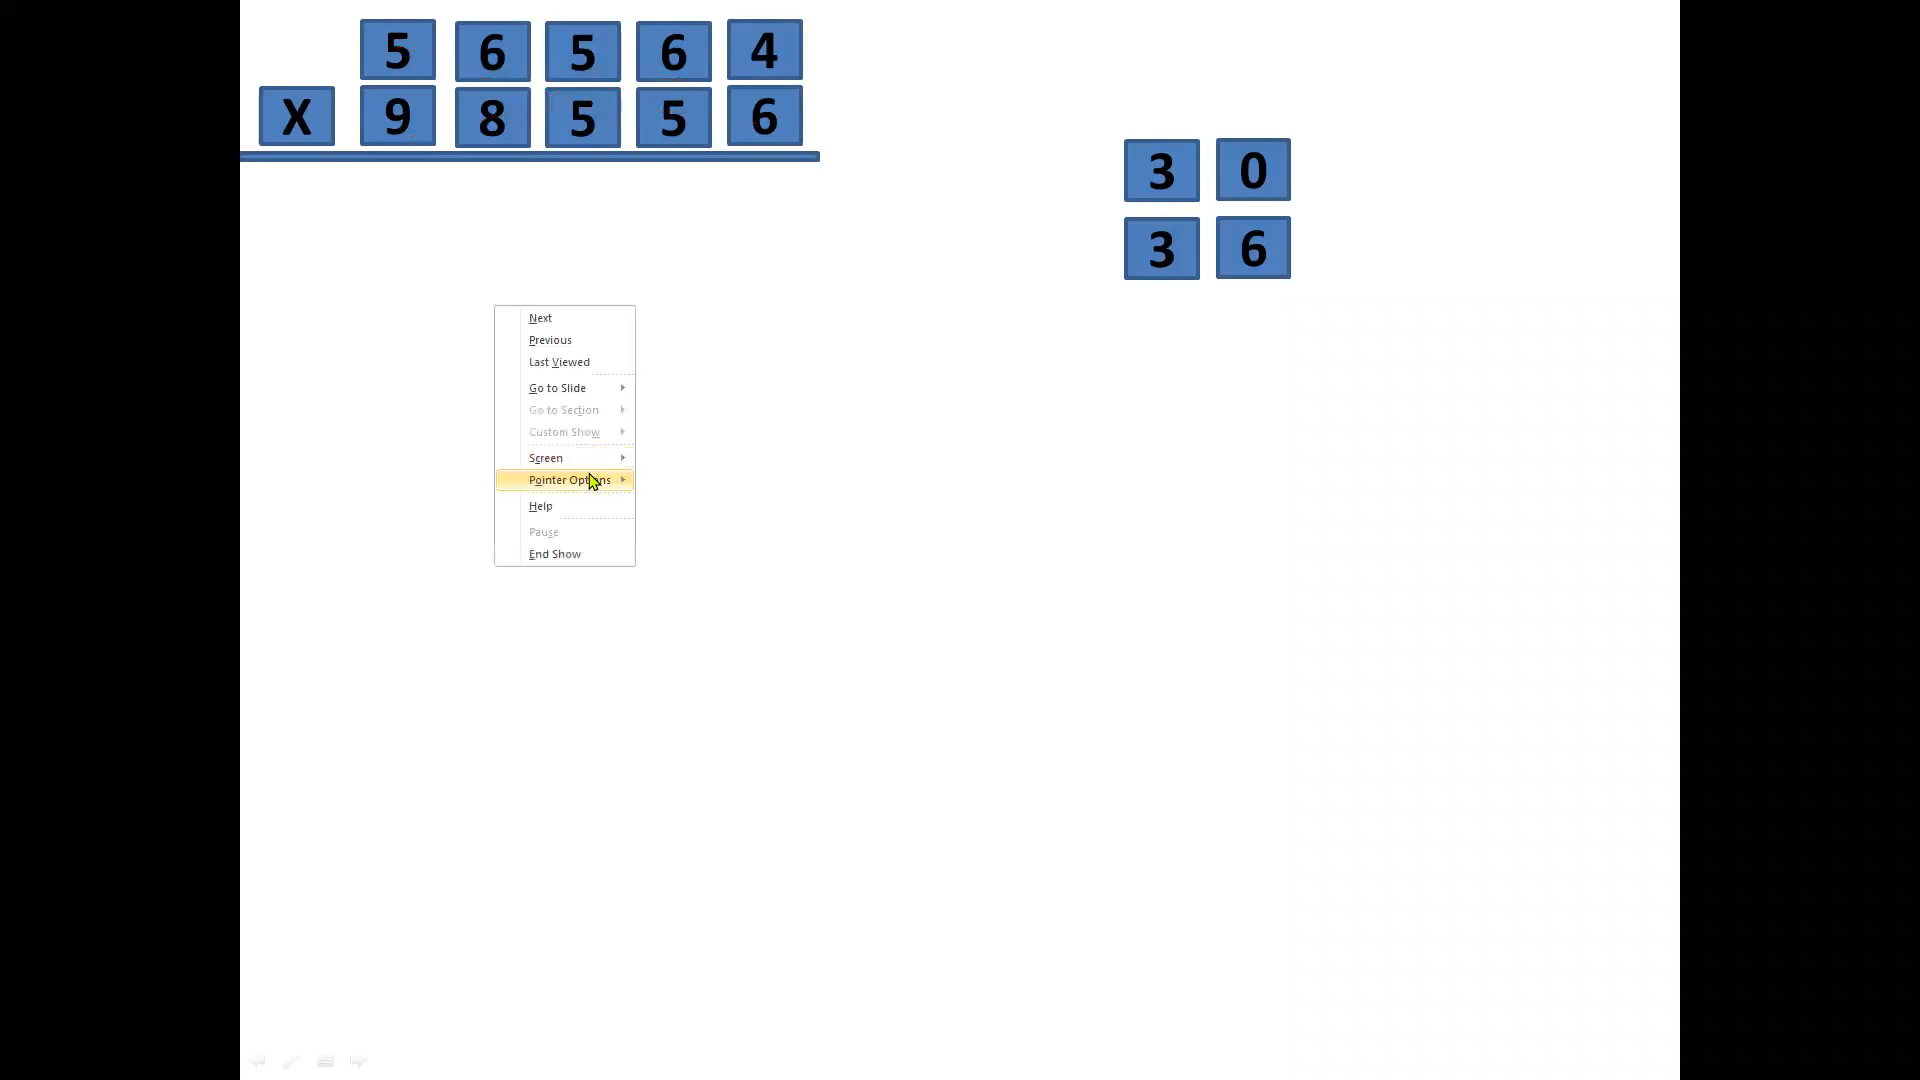 5 6 5 6 4
X 9 8 5 5 6
3 0
3 6
Next
Previous
Last Viewed
Go to Slide
Go to Section
Custom Show
Screen
Pointer Options
Help
Pause
End Show